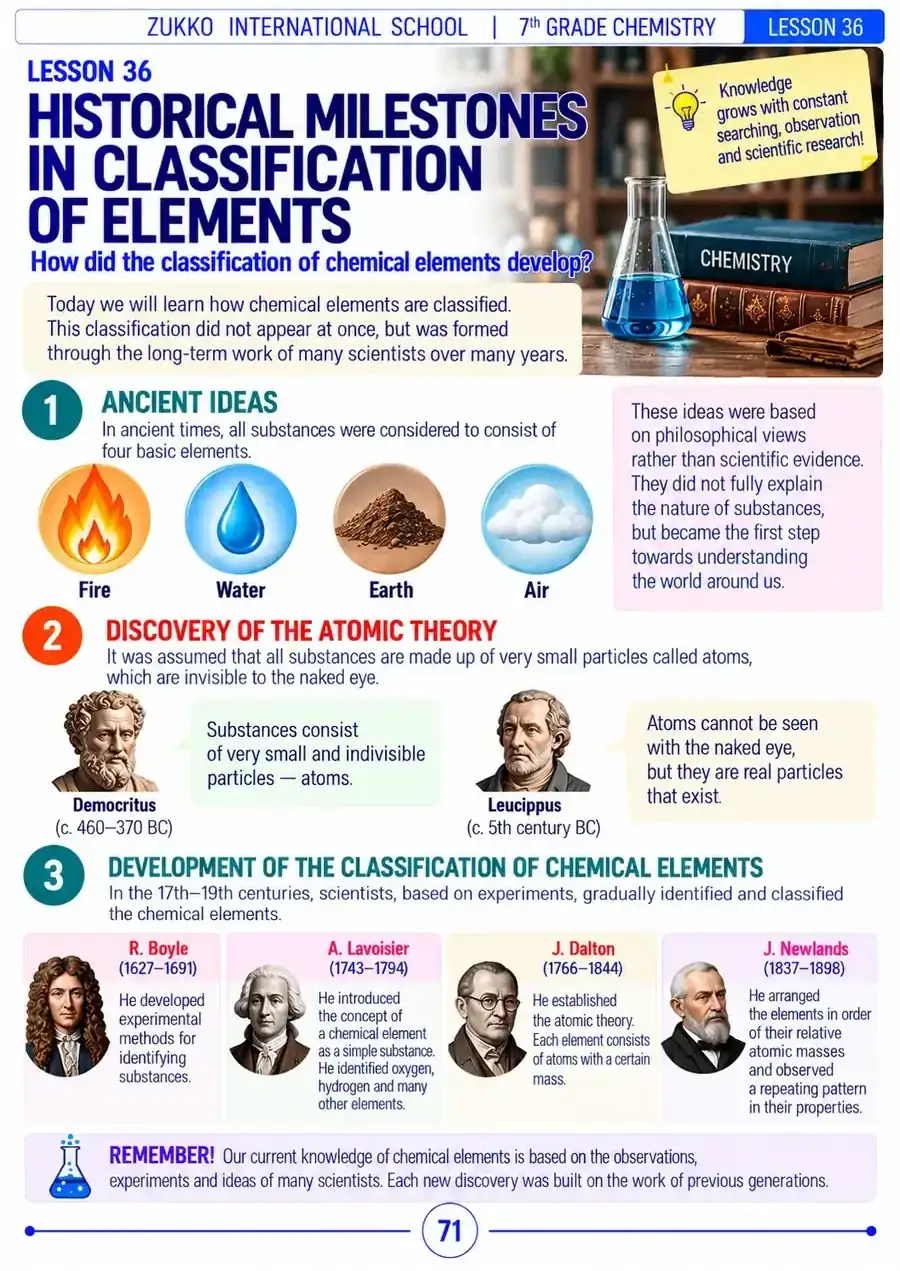 ZUKKO INTERNATIONAL SCHOOL | 7th GRADE CHEMISTRY
LESSON 36
LESSON 36
HISTORICAL MILESTONES
IN CLASSIFICATION
OF ELEMENTS
How did the classification of chemical elements develop?
Knowledge
grows with constant
searching, observation
and scientific research!
CHEMISTRY
Today we will learn how chemical elements are classified.
This classification did not appear at once, but was formed
through the long-term work of many scientists over many years.
1
ANCIENT IDEAS
In ancient times, all substances were considered to consist of
four basic elements.
Fire
Water
Earth
Air
These ideas were based
on philosophical views
rather than scientific evidence.
They did not fully explain
the nature of substances,
but became the first step
towards understanding
the world around us.
2
DISCOVERY OF THE ATOMIC THEORY
It was assumed that all substances are made up of very small particles called atoms,
which are invisible to the naked eye.
Democritus
(c. 460–370 BC)
Substances consist
of very small and indivisible
particles — atoms.
Leucippus
(c. 5th century BC)
Atoms cannot be seen
with the naked eye,
but they are real particles
that exist.
3
DEVELOPMENT OF THE CLASSIFICATION OF CHEMICAL ELEMENTS
In the 17th–19th centuries, scientists, based on experiments, gradually identified and classified
the chemical elements.
R. Boyle
(1627–1691)
He developed
experimental
methods for
identifying
substances.
A. Lavoisier
(1743–1794)
He introduced
the concept of
a chemical element
as a simple substance.
He identified oxygen,
hydrogen and many
other elements.
J. Dalton
(1766–1844)
He established
the atomic theory.
Each element consists
of atoms with a certain
mass.
J. Newlands
(1837–1898)
He arranged
the elements in order
of their relative
atomic masses
and observed
a repeating pattern
in their properties.
REMEMBER! Our current knowledge of chemical elements is based on the observations,
experiments and ideas of many scientists. Each new discovery was built on the work of previous generations.
71